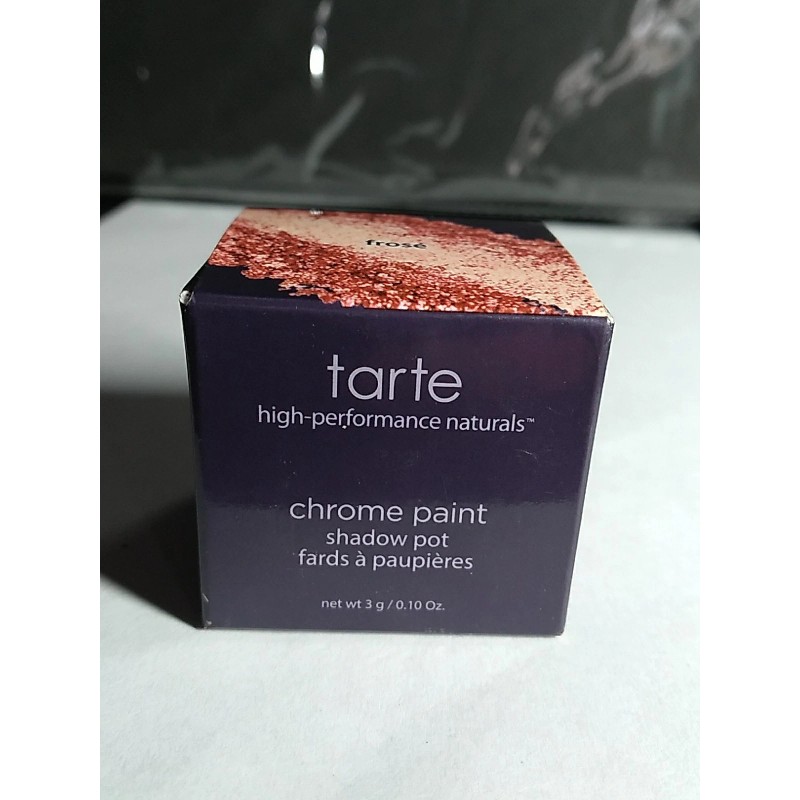 frosé
tarte
high-performance naturals™
chrome paint
shadow pot
fards à paupières
net wt 3 g / 0.10 Oz.